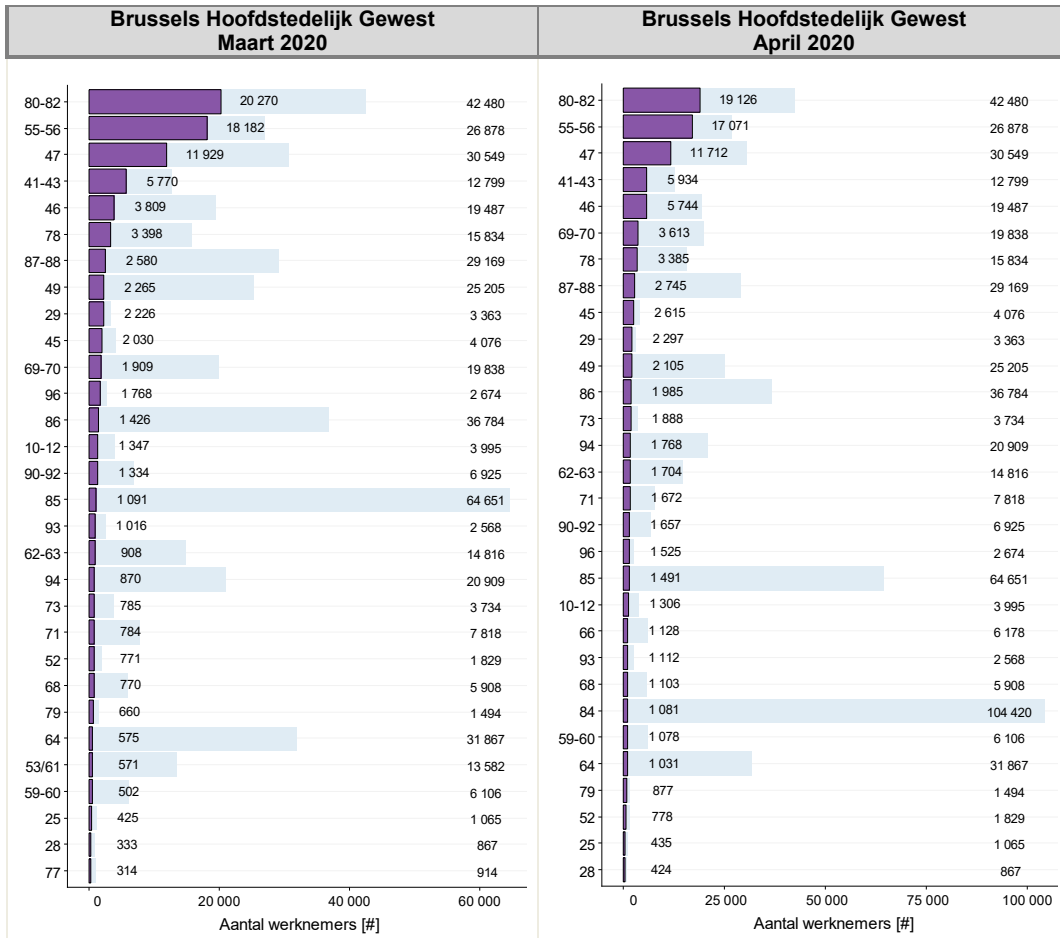 Brussels Hoofdstedelijk Gewest
Maart 2020
80-82 20 270 42 480
55-56 18 182 26 878
47 11 929 30 549
41-43 5 770 12 799
46 3 809 19 487
78 3 398 15 834
87-88 2 580 29 169
49 2 265 25 205
29 2 226 3 363
45 2 030 4 076
69-70 1 909 19 838
96 1 768 2 674
86 1 426 36 784
10-12 1 347 3 995
90-92 1 334 6 925
85 1 091 64 651
93 1 016 2 568
62-63 908 14 816
94 870 20 909
73 785 3 734
71 784 7 818
52 771 1 829
68 770 5 908
79 660 1 494
64 575 31 867
53/61 571 13 582
59-60 502 6 106
25 425 1 065
28 333 867
77 314 914
0 20 000 40 000 60 000
Aantal werknemers [#]
Brussels Hoofdstedelijk Gewest
April 2020
80-82 19 126 42 480
55-56 17 071 26 878
47 11 712 30 549
41-43 5 934 12 799
46 5 744 19 487
69-70 3 613 19 838
78 3 385 15 834
87-88 2 745 29 169
45 2 615 4 076
29 2 297 3 363
49 2 105 25 205
86 1 985 36 784
73 1 888 3 734
94 1 768 20 909
62-63 1 704 14 816
71 1 672 7 818
90-92 1 657 6 925
96 1 525 2 674
85 1 491 64 651
10-12 1 306 3 995
66 1 128 6 178
93 1 112 2 568
68 1 103 5 908
84 1 081 104 420
59-60 1 078 6 106
64 1 031 31 867
79 877 1 494
52 778 1 829
25 435 1 065
28 424 867
0 25 000 50 000 75 000 100 000
Aantal werknemers [#]